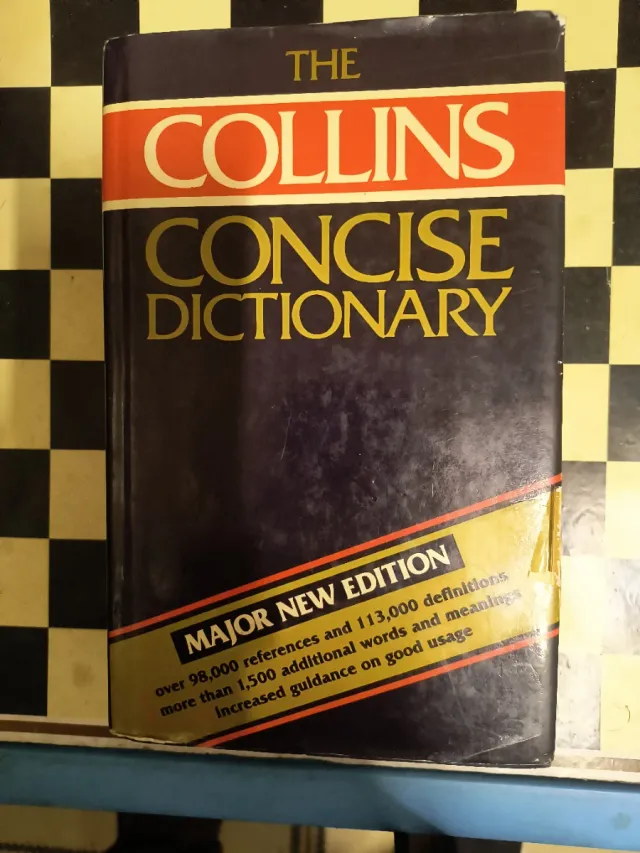 THE
COLLINS
CONCISE
DICTIONARY
MAJOR NEW EDITION
over 98,000 references and 113,000 definitions
more than 1,500 additional words and meanings
increased guidance on good usage